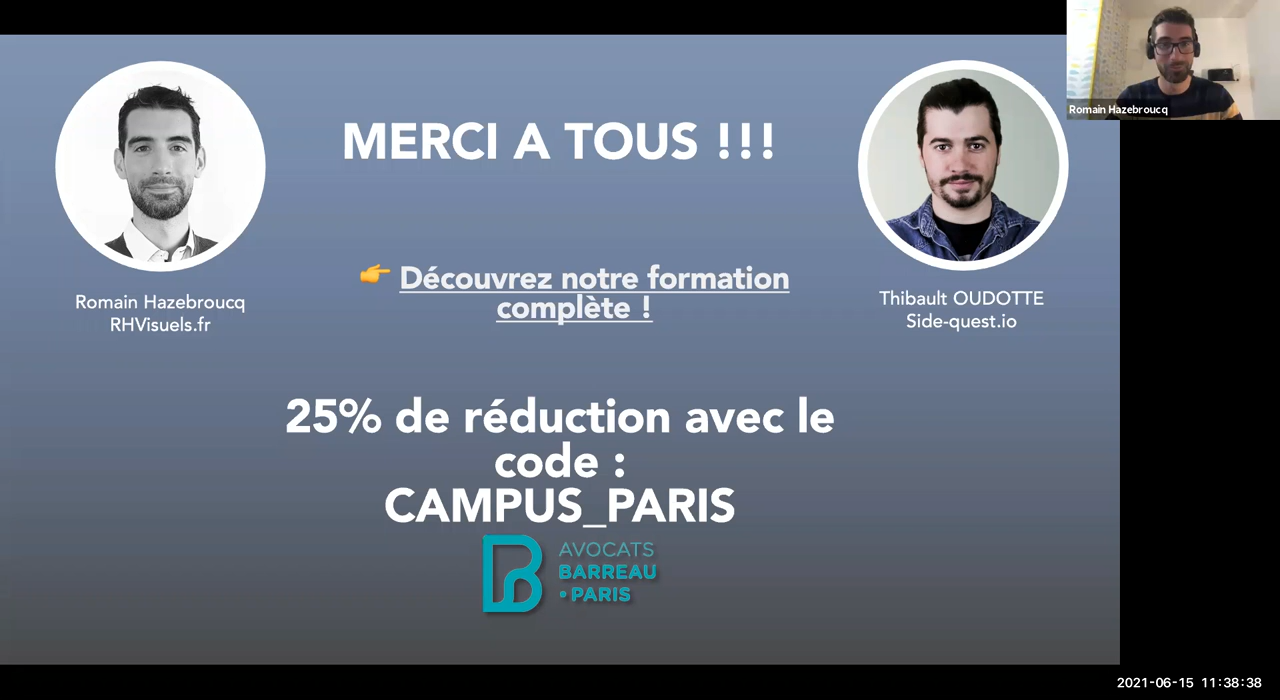 Romain Hazebroucq
MERCI A TOUS !!!
👉 Découvrez notre formation
complète !
Romain Hazebroucq
RHVisuels.fr
Thibault OUDOTTE
Side-quest.io
25% de réduction avec le
code :
CAMPUS_PARIS
AVOCATS
BARREAU
• PARIS
2021-06-15 11:38:38